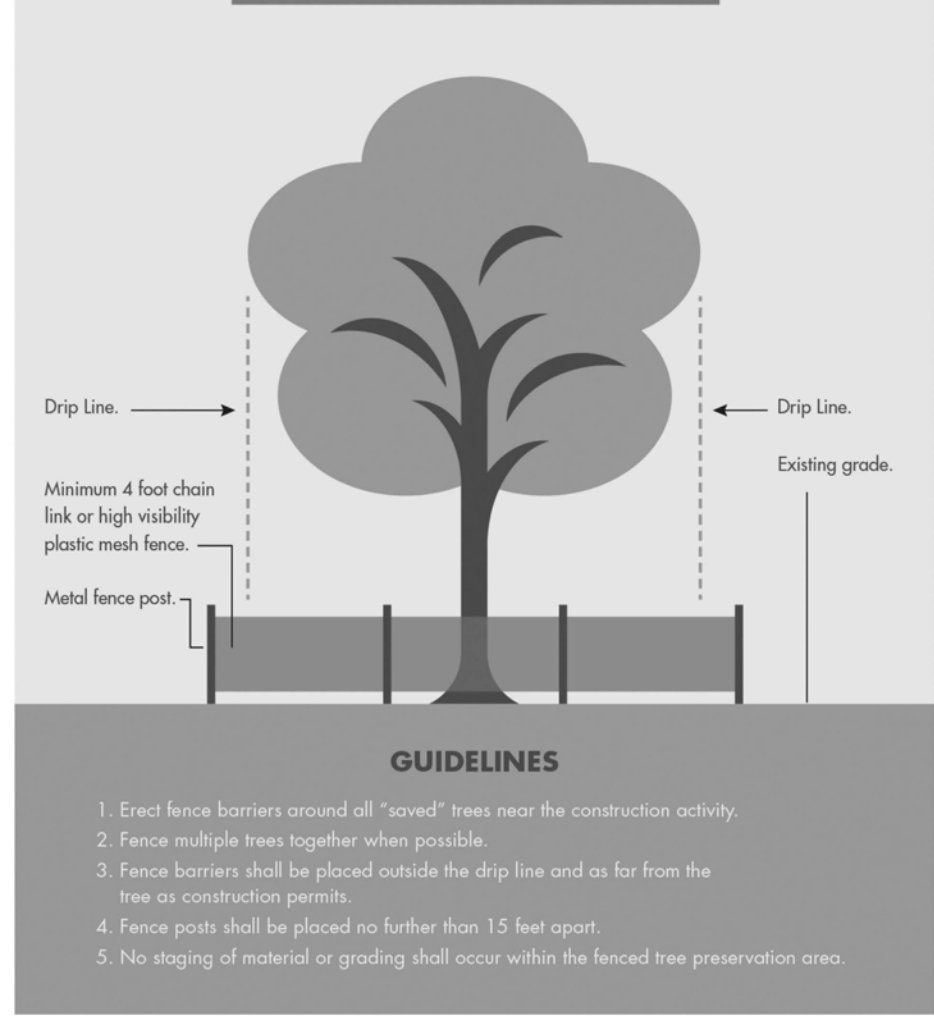 Drip Line.
Drip Line.
Existing grade.
Minimum 4 foot chain
link or high visibility
plastic mesh fence.
Metal fence post.
GUIDELINES
1. Erect fence barriers around all “saved” trees near the construction activity.
2. Fence multiple trees together when possible.
3. Fence barriers shall be placed outside the drip line and as far from the
tree as construction permits.
4. Fence posts shall be placed no further than 15 feet apart.
5. No staging of material or grading shall occur within the fenced tree preservation area.